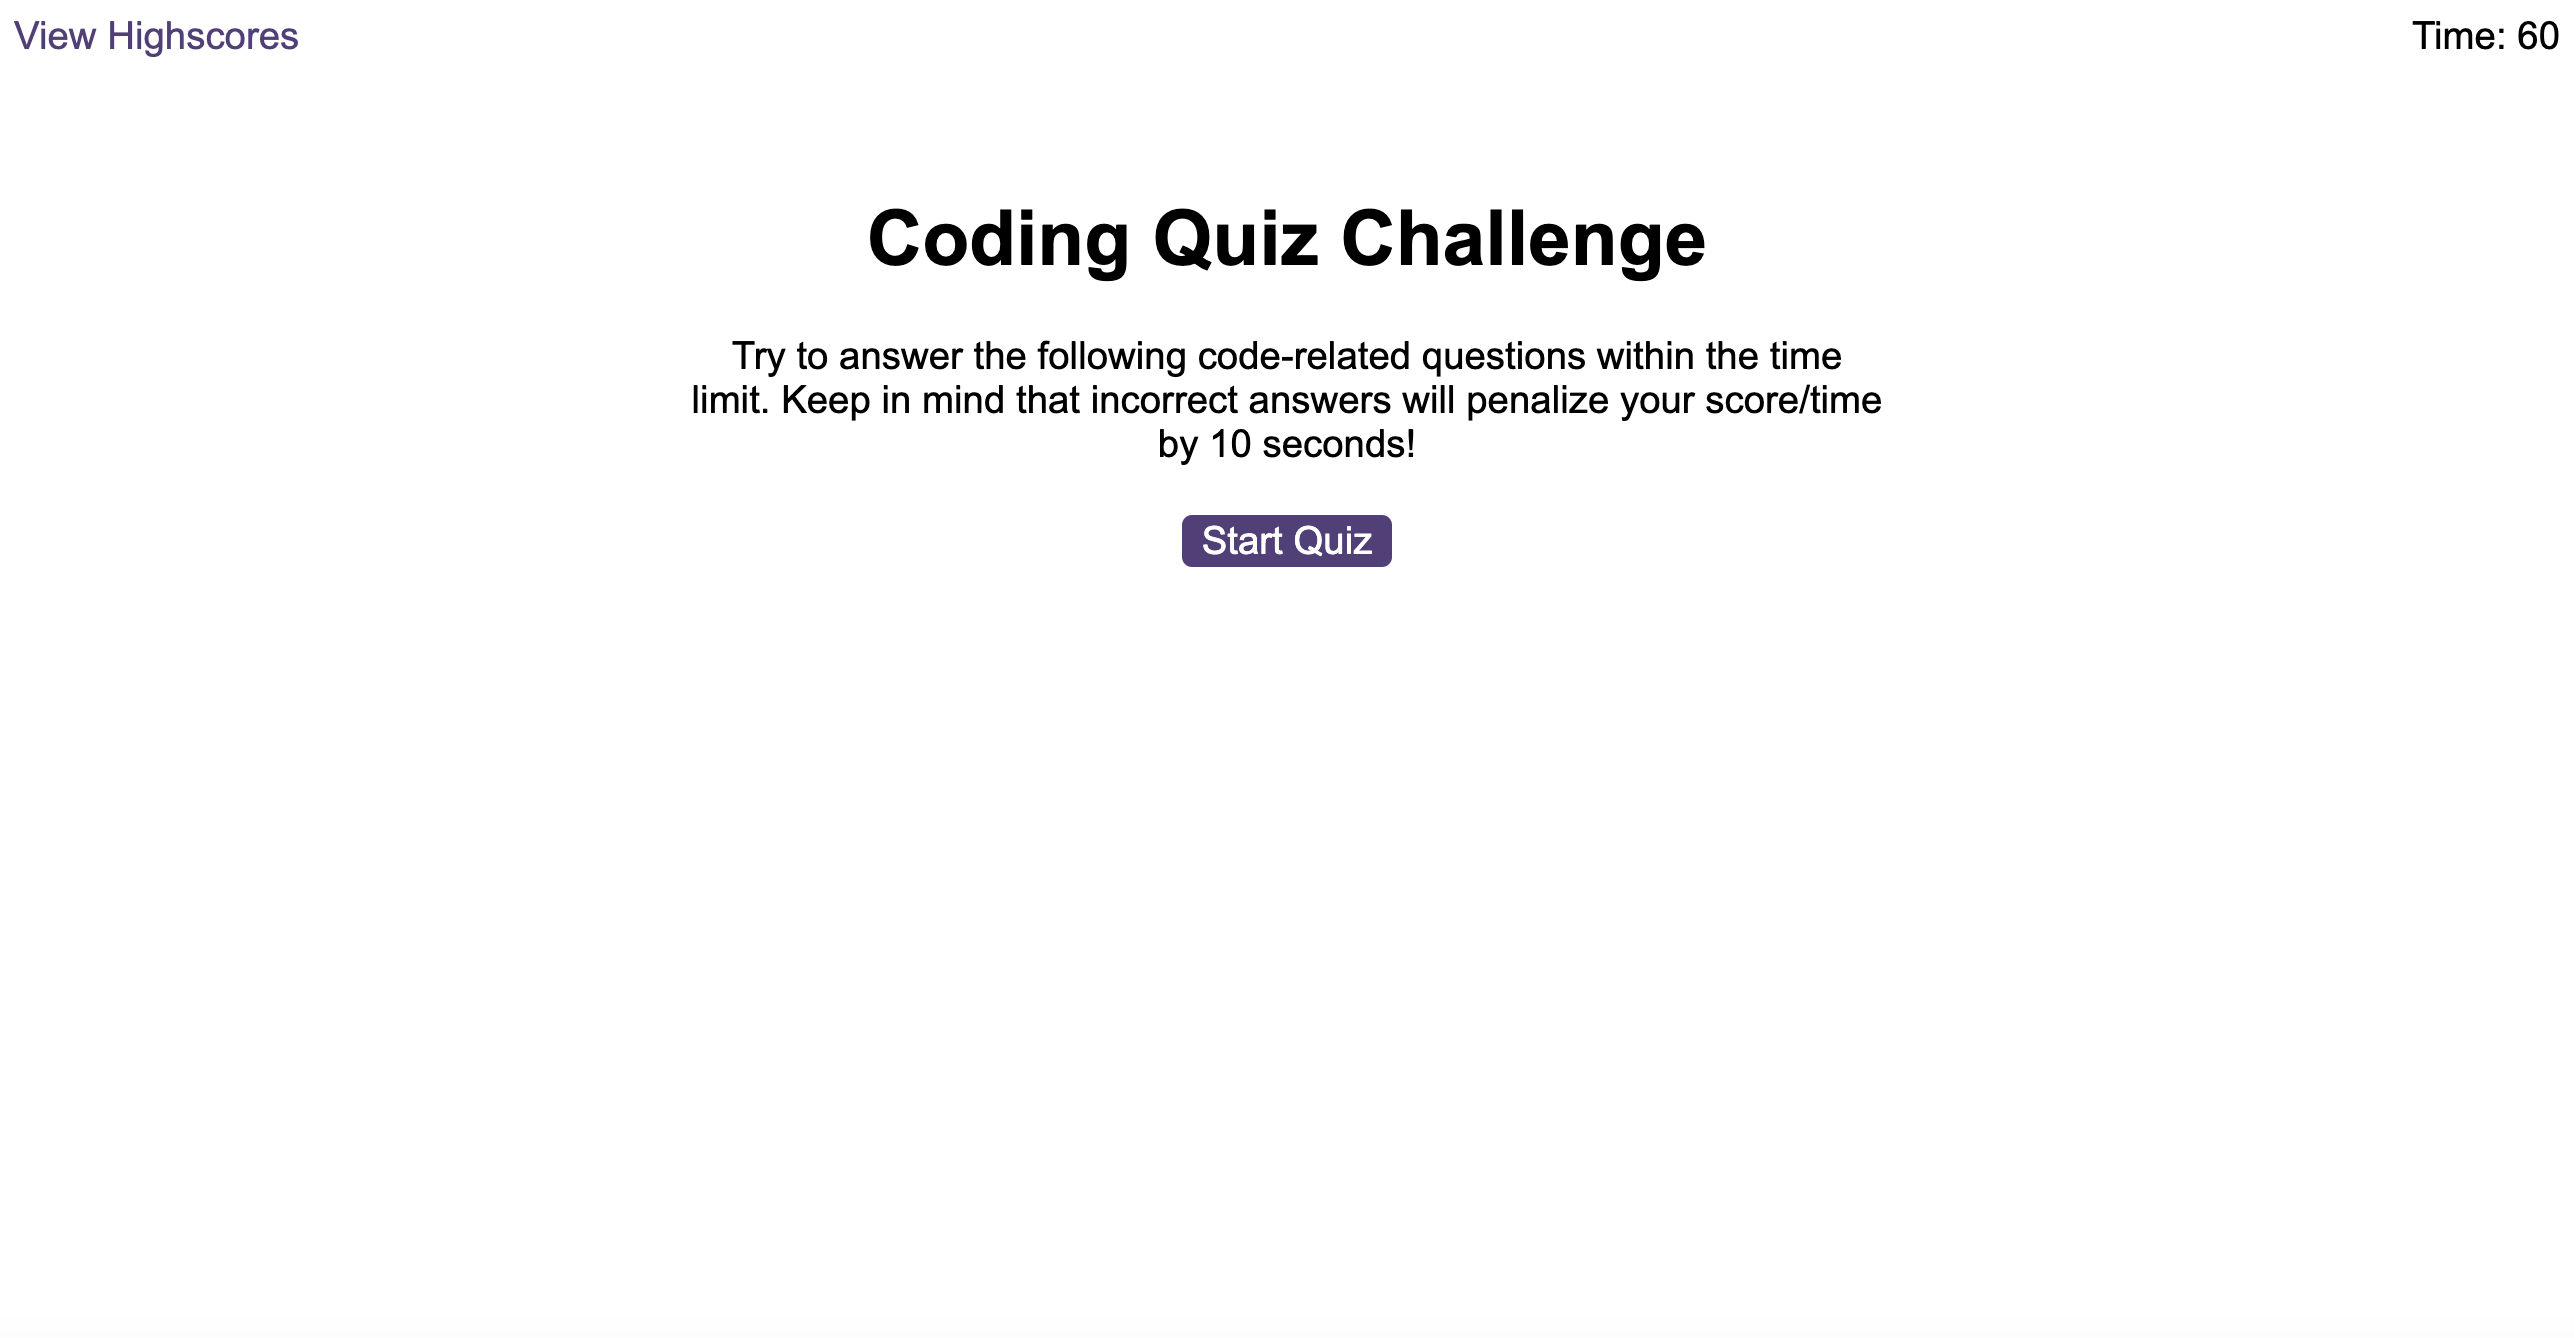 View Highscores
Time: 60
Coding Quiz Challenge
Try to answer the following code-related questions within the time
limit. Keep in mind that incorrect answers will penalize your score/time
by 10 seconds!
Start Quiz